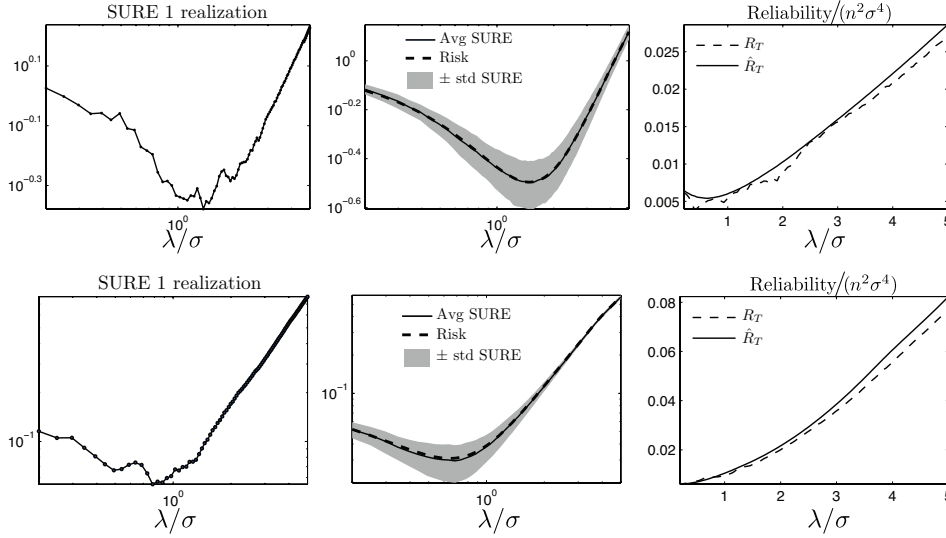 SURE 1 realization
10^0.1
10^−0.1
10^−0.3
10^0
λ/σ
Avg SURE
Risk
± std SURE
10^0
10^−0.2
10^−0.4
10^−0.6
10^0
λ/σ
Reliability/(n²σ⁴)
R_T
R̂_T
0.025
0.02
0.015
0.01
0.005
1 2 3 4 5
λ/σ
SURE 1 realization
10^−1
10^0
λ/σ
Avg SURE
Risk
± std SURE
10^−1
10^0
λ/σ
Reliability/(n²σ⁴)
R_T
R̂_T
0.08
0.06
0.04
0.02
1 2 3 4 5
λ/σ